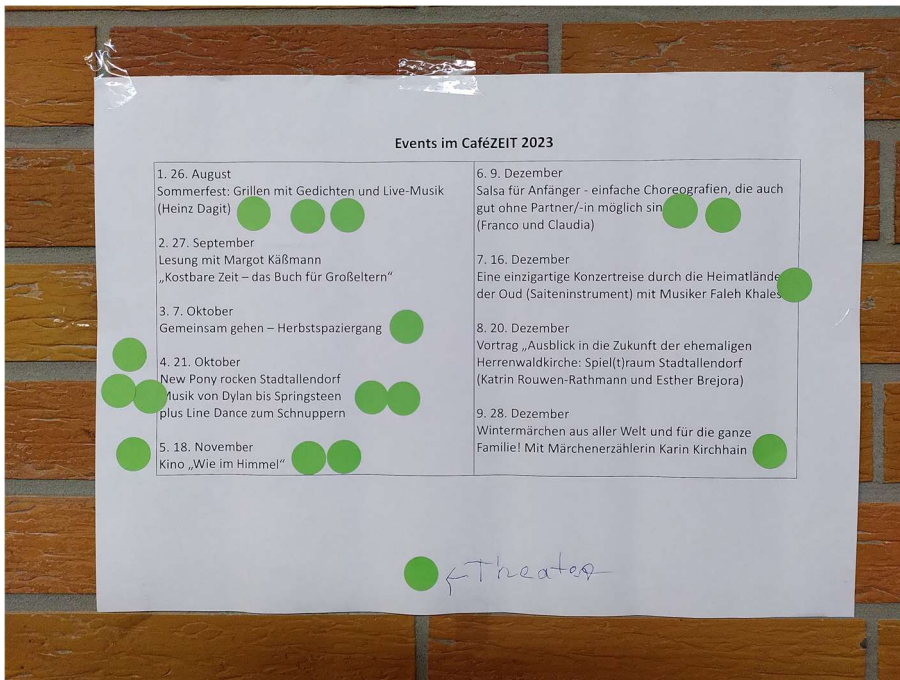 Events im CaféZEIT 2023
1. 26. August
Sommerfest: Grillen mit Gedichten und Live-Musik
(Heinz Dagit)
2. 27. September
Lesung mit Margot Käßmann
„Kostbare Zeit – das Buch für Großeltern“
3. 7. Oktober
Gemeinsam gehen – Herbstspaziergang
4. 21. Oktober
New Pony rocken Stadtallendorf
Musik von Dylan bis Springsteen
plus Line Dance zum Schnuppern
5. 18. November
Kino „Wie im Himmel“
6. 9. Dezember
Salsa für Anfänger - einfache Choreografien, die auch
gut ohne Partner/-in möglich sin
(Franco und Claudia)
7. 16. Dezember
Eine einzigartige Konzertreise durch die Heimatlände
der Oud (Saiteninstrument) mit Musiker Faleh Khales
8. 20. Dezember
Vortrag „Ausblick in die Zukunft der ehemaligen
Herrenwaldkirche: Spiel(t)raum Stadtallendorf
(Katrin Rouwen-Rathmann und Esther Brejora)
9. 28. Dezember
Wintermärchen aus aller Welt und für die ganze
Familie! Mit Märchenerzählerin Karin Kirchhain
← Theater